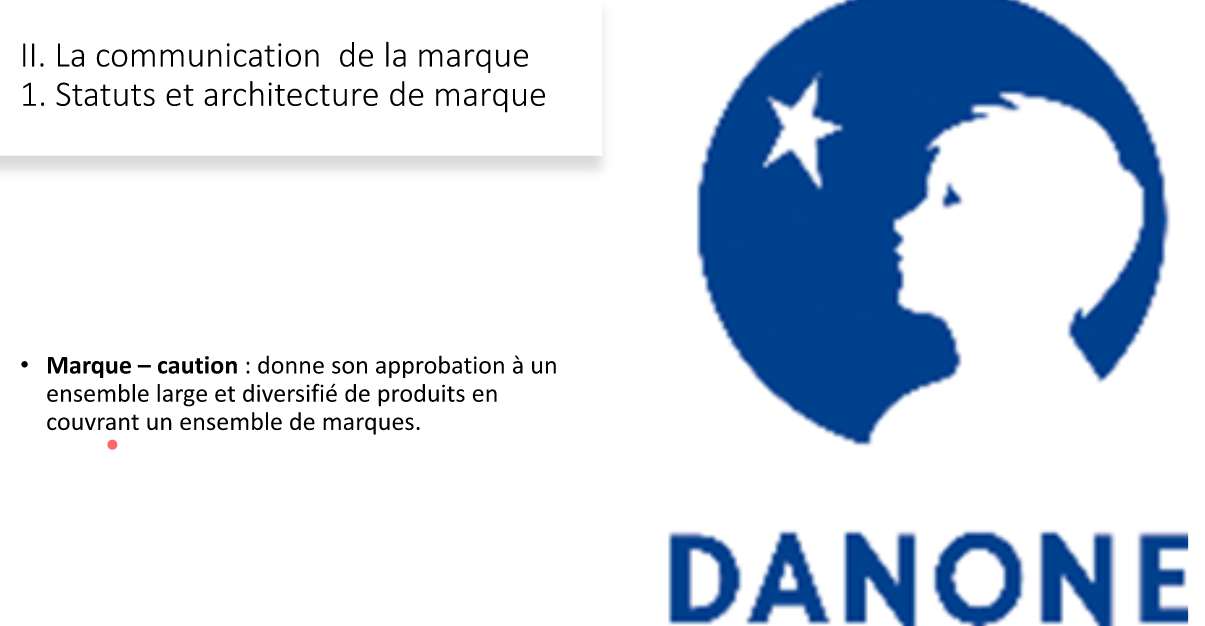 II. La communication  de la marque
1. Statuts et architecture de marque
• Marque – caution : donne son approbation à un
ensemble large et diversifié de produits en
couvrant un ensemble de marques.
DANONE